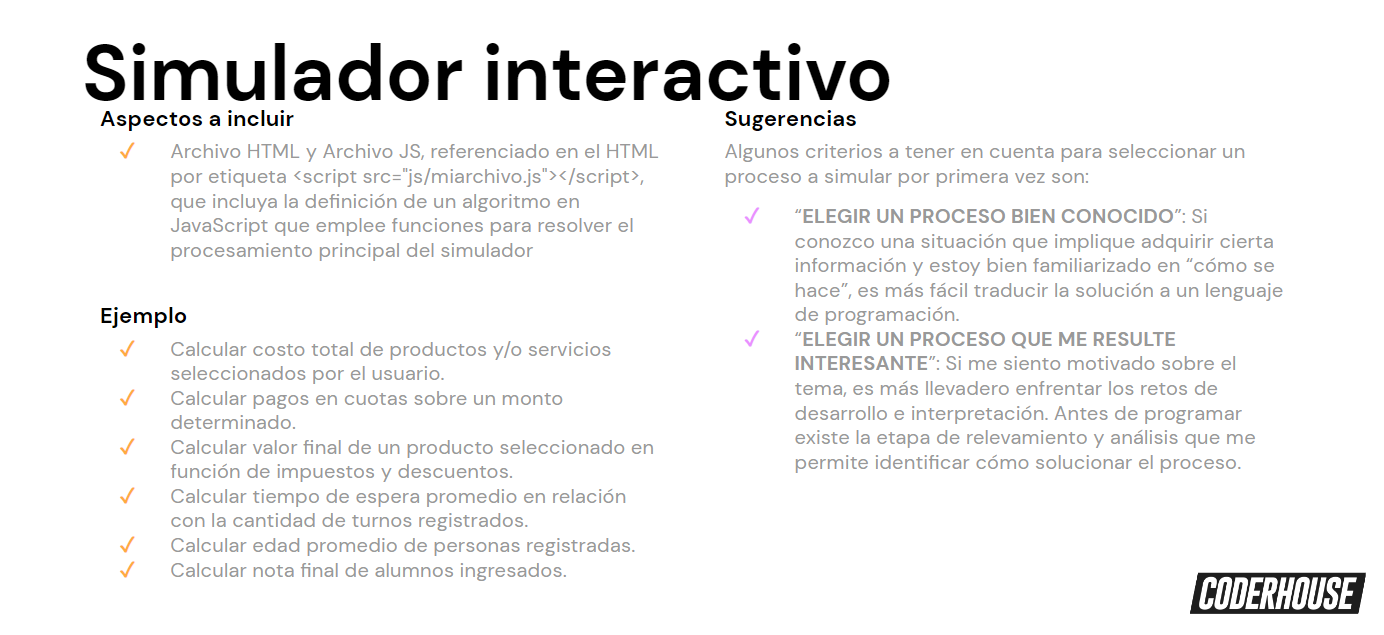 Simulador interactivo
Aspectos a incluir
✓ Archivo HTML y Archivo JS, referenciado en el HTML
por etiqueta <script src="js/miarchivo.js"></script>,
que incluya la definición de un algoritmo en
JavaScript que emplee funciones para resolver el
procesamiento principal del simulador
Ejemplo
✓ Calcular costo total de productos y/o servicios
seleccionados por el usuario.
✓ Calcular pagos en cuotas sobre un monto
determinado.
✓ Calcular valor final de un producto seleccionado en
función de impuestos y descuentos.
✓ Calcular tiempo de espera promedio en relación
con la cantidad de turnos registrados.
✓ Calcular edad promedio de personas registradas.
✓ Calcular nota final de alumnos ingresados.
Sugerencias
Algunos criterios a tener en cuenta para seleccionar un
proceso a simular por primera vez son:
✓ “ELEGIR UN PROCESO BIEN CONOCIDO”: Si
conozco una situación que implique adquirir cierta
información y estoy bien familiarizado en “cómo se
hace”, es más fácil traducir la solución a un lenguaje
de programación.
✓ “ELEGIR UN PROCESO QUE ME RESULTE
INTERESANTE”: Si me siento motivado sobre el
tema, es más llevadero enfrentar los retos de
desarrollo e interpretación. Antes de programar
existe la etapa de relevamiento y análisis que me
permite identificar cómo solucionar el proceso.
CODERHOUSE